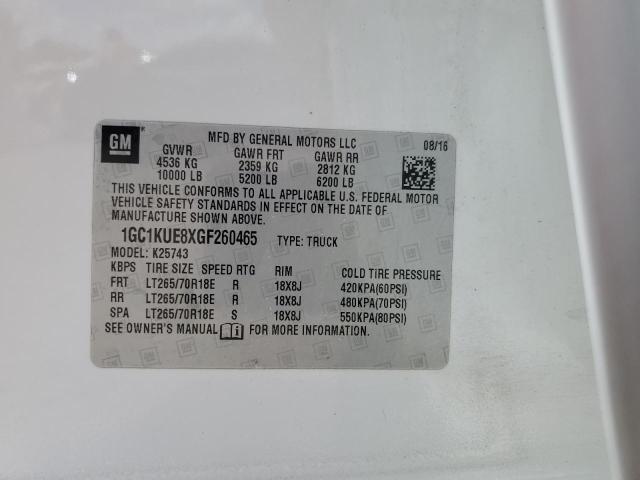 GM
MFD BY GENERAL MOTORS LLC 08/16
GVWR GAWR FRT GAWR RR
4536 KG 2359 KG 2812 KG
10000 LB 5200 LB 6200 LB
THIS VEHICLE CONFORMS TO ALL APPLICABLE U.S. FEDERAL MOTOR
VEHICLE SAFETY STANDARDS IN EFFECT ON THE DATE OF
MANUFACTURE SHOWN ABOVE.
1GC1KUE8XGF260465 TYPE: TRUCK
MODEL: K25743
KBPS TIRE SIZE SPEED RTG RIM COLD TIRE PRESSURE
FRT LT265/70R18E R 18X8J 420KPA(60PSI)
RR LT265/70R18E R 18X8J 480KPA(70PSI)
SPA LT265/70R18E S 18X8J 550KPA(80PSI)
SEE OWNER'S MANUAL FOR MORE INFORMATION.